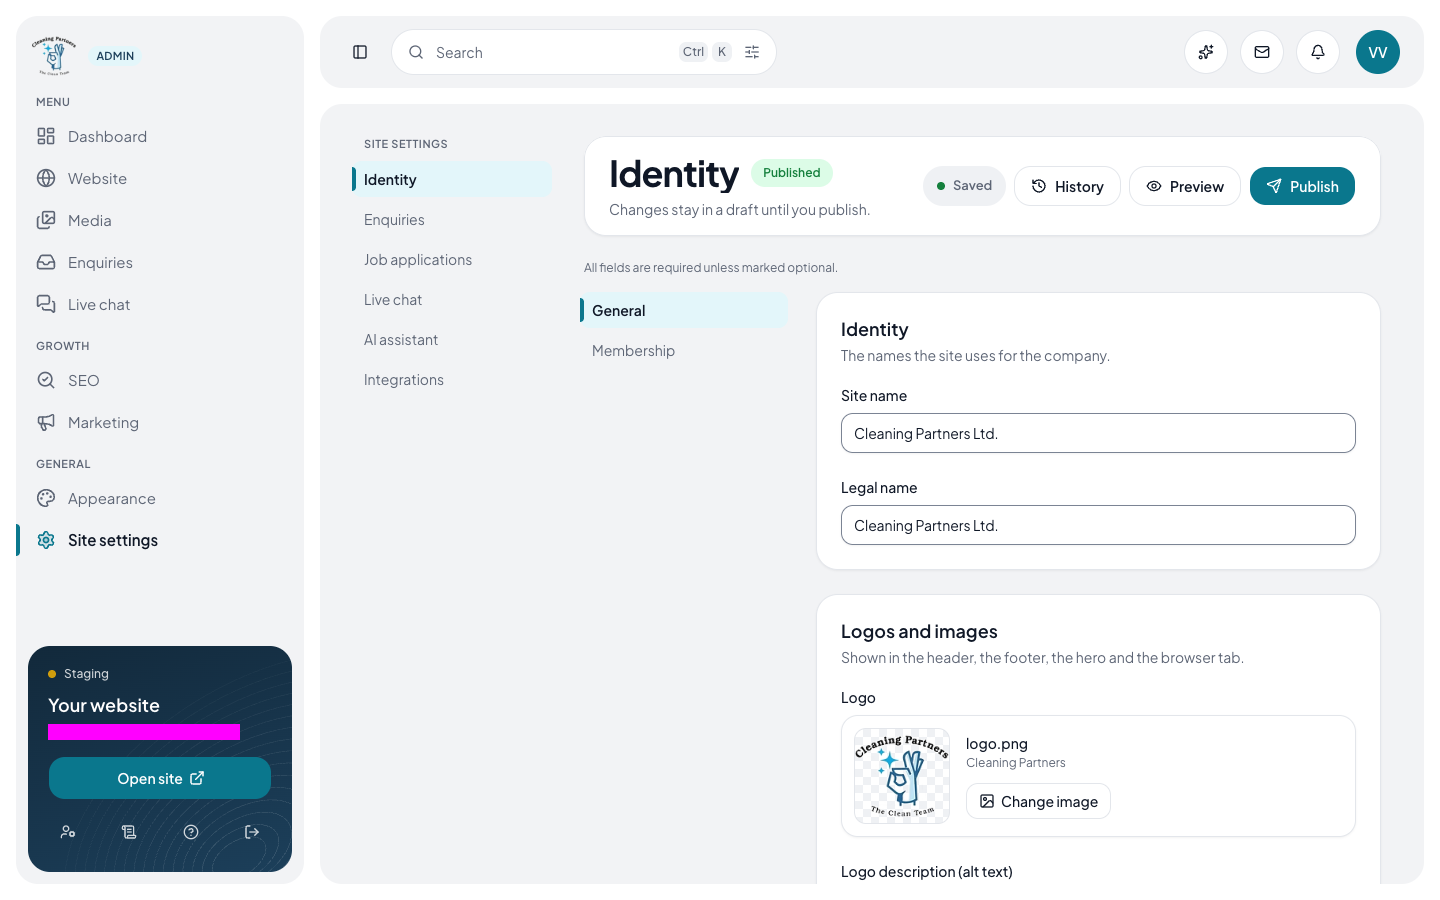 Cleaning Partners
The Clean Team
ADMIN
MENU
Dashboard
Website
Media
Enquiries
Live chat
GROWTH
SEO
Marketing
GENERAL
Appearance
Site settings
Staging
Your website
Open site
Search
Ctrl K
VV
SITE SETTINGS
Identity
Enquiries
Job applications
Live chat
AI assistant
Integrations
Identity
Published
Changes stay in a draft until you publish.
Saved
History
Preview
Publish
All fields are required unless marked optional.
General
Membership
Identity
The names the site uses for the company.
Site name
Cleaning Partners Ltd.
Legal name
Cleaning Partners Ltd.
Logos and images
Shown in the header, the footer, the hero and the browser tab.
Logo
Cleaning Partners
The Clean Team
logo.png
Cleaning Partners
Change image
Logo description (alt text)